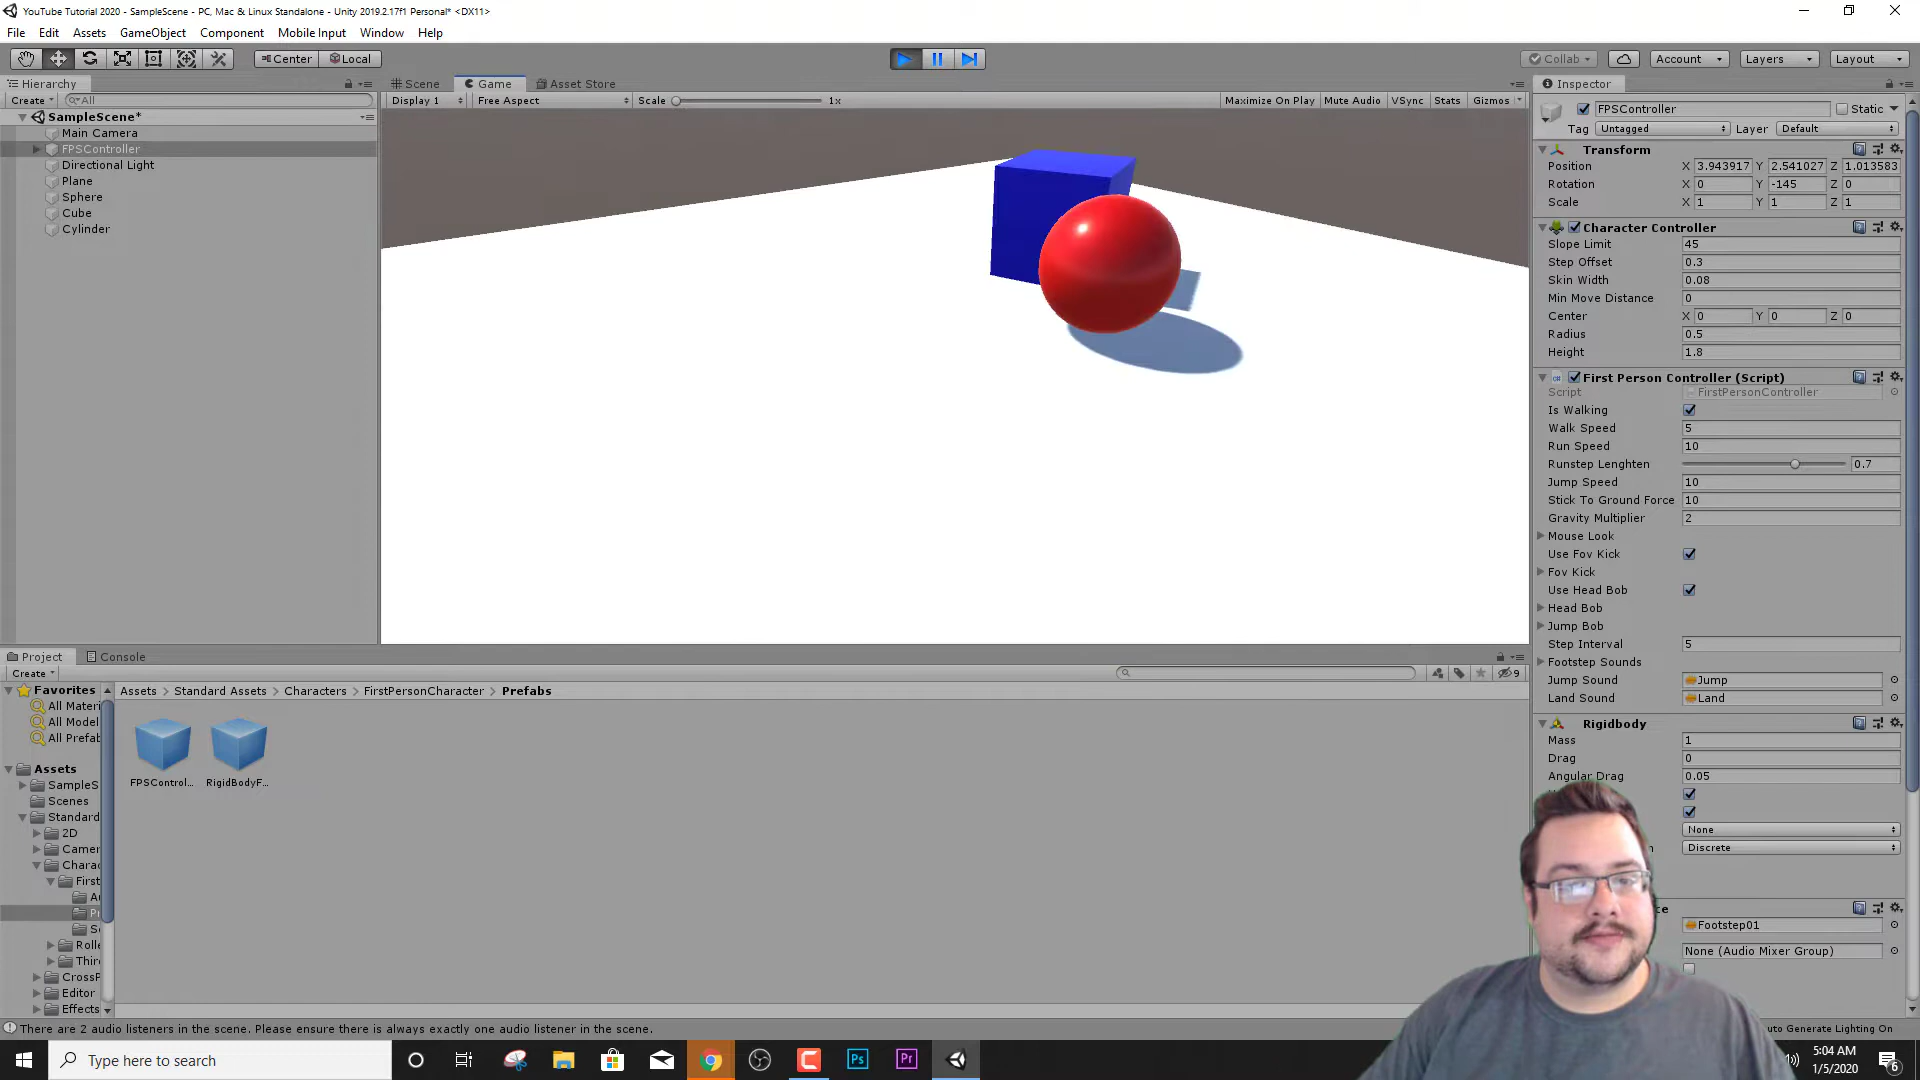 YouTube Tutorial 2020 - SampleScene - PC, Mac & Linux Standalone - Unity 2019.2.17f1 Personal* <DX11>
File Edit Assets GameObject Component Mobile Input Window Help
Center Local Collab Account Layers Layout
Hierarchy
Create All
SampleScene*
Main Camera
FPSController
Directional Light
Plane
Sphere
Cube
Cylinder
Scene Game Asset Store
Display 1 Free Aspect Scale 1x Maximize On Play Mute Audio VSync Stats Gizmos
Inspector
FPSController Static
Tag Untagged Layer Default
Transform
Position X 3.943917 Y 2.541027 Z 1.013583
Rotation X 0 Y -145 Z 0
Scale X 1 Y 1 Z 1
Character Controller
Slope Limit 45
Step Offset 0.3
Skin Width 0.08
Min Move Distance 0
Center X 0 Y 0 Z 0
Radius 0.5
Height 1.8
First Person Controller (Script)
Script FirstPersonController
Is Walking
Walk Speed 5
Run Speed 10
Runstep Lenghten 0.7
Jump Speed 10
Stick To Ground Force 10
Gravity Multiplier 2
Mouse Look
Use Fov Kick
Fov Kick
Use Head Bob
Head Bob
Jump Bob
Step Interval 5
Footstep Sounds
Jump Sound Jump
Land Sound Land
Rigidbody
Mass 1
Drag 0
Angular Drag 0.05
None
Discrete
Footstep01
None (Audio Mixer Group)
Project Console
Create 9
Favorites
All Materi
All Model
All Prefab
Assets
SampleS
Scenes
Standard
2D
Camer
Charac
First
A
P
S
Rolle
Thir
CrossP
Editor
Effects
Assets > Standard Assets > Characters > FirstPersonCharacter > Prefabs
FPSControl... RigidBodyF...
There are 2 audio listeners in the scene. Please ensure there is always exactly one audio listener in the scene.
uto Generate Lighting On
Type here to search
Ps Pr
5:04 AM
1/5/2020
6